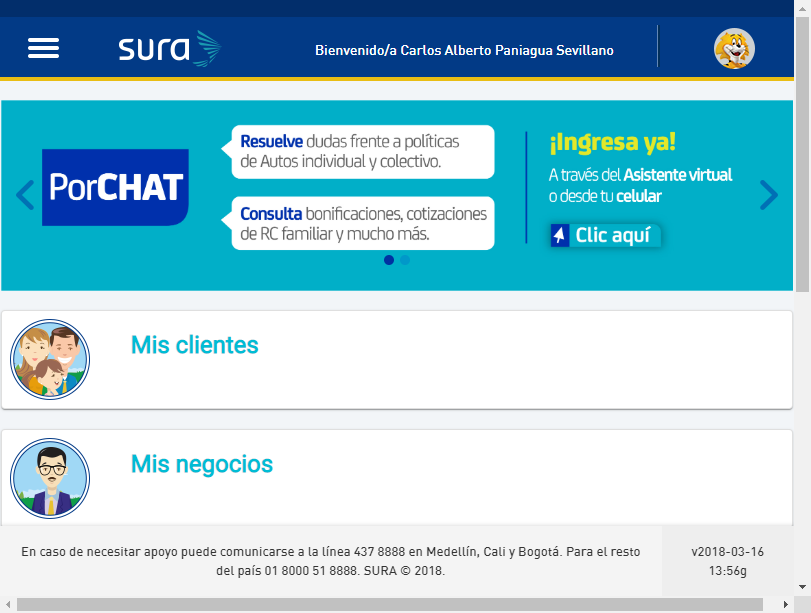 sura
Bienvenido/a Carlos Alberto Paniagua Sevillano
PorCHAT
Resuelve dudas frente a políticas
de Autos individual y colectivo.
Consulta bonificaciones, cotizaciones
de RC familiar y mucho más.
¡Ingresa ya!
A través del Asistente virtual
o desde tu celular
Clic aquí
Mis clientes
Mis negocios
En caso de necesitar apoyo puede comunicarse a la línea 437 8888 en Medellín, Cali y Bogotá. Para el resto
del país 01 8000 51 8888. SURA © 2018.
v2018-03-16
13:56g